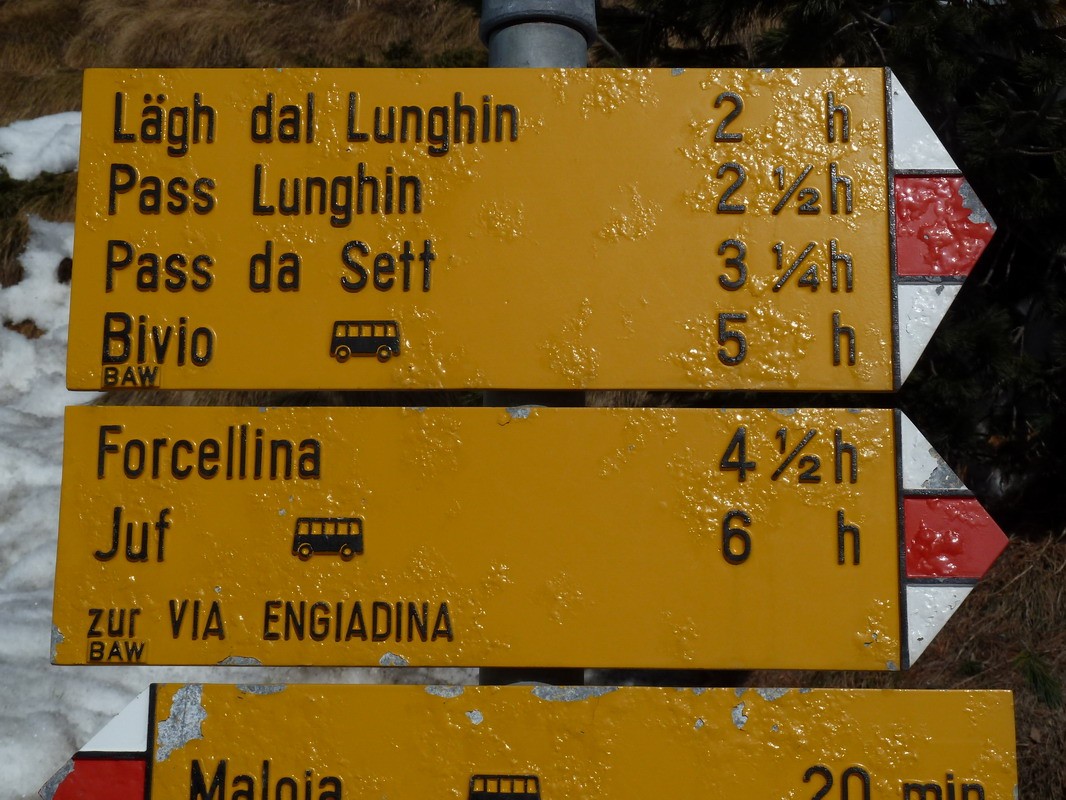 Lägh dal Lunghin 2 h
Pass Lunghin 2 ½ h
Pass da Sett 3 ¼ h
Bivio 5 h
BAW
Forcellina 4 ½ h
Juf 6 h
zur VIA ENGIADINA
BAW
Maloja 20 min